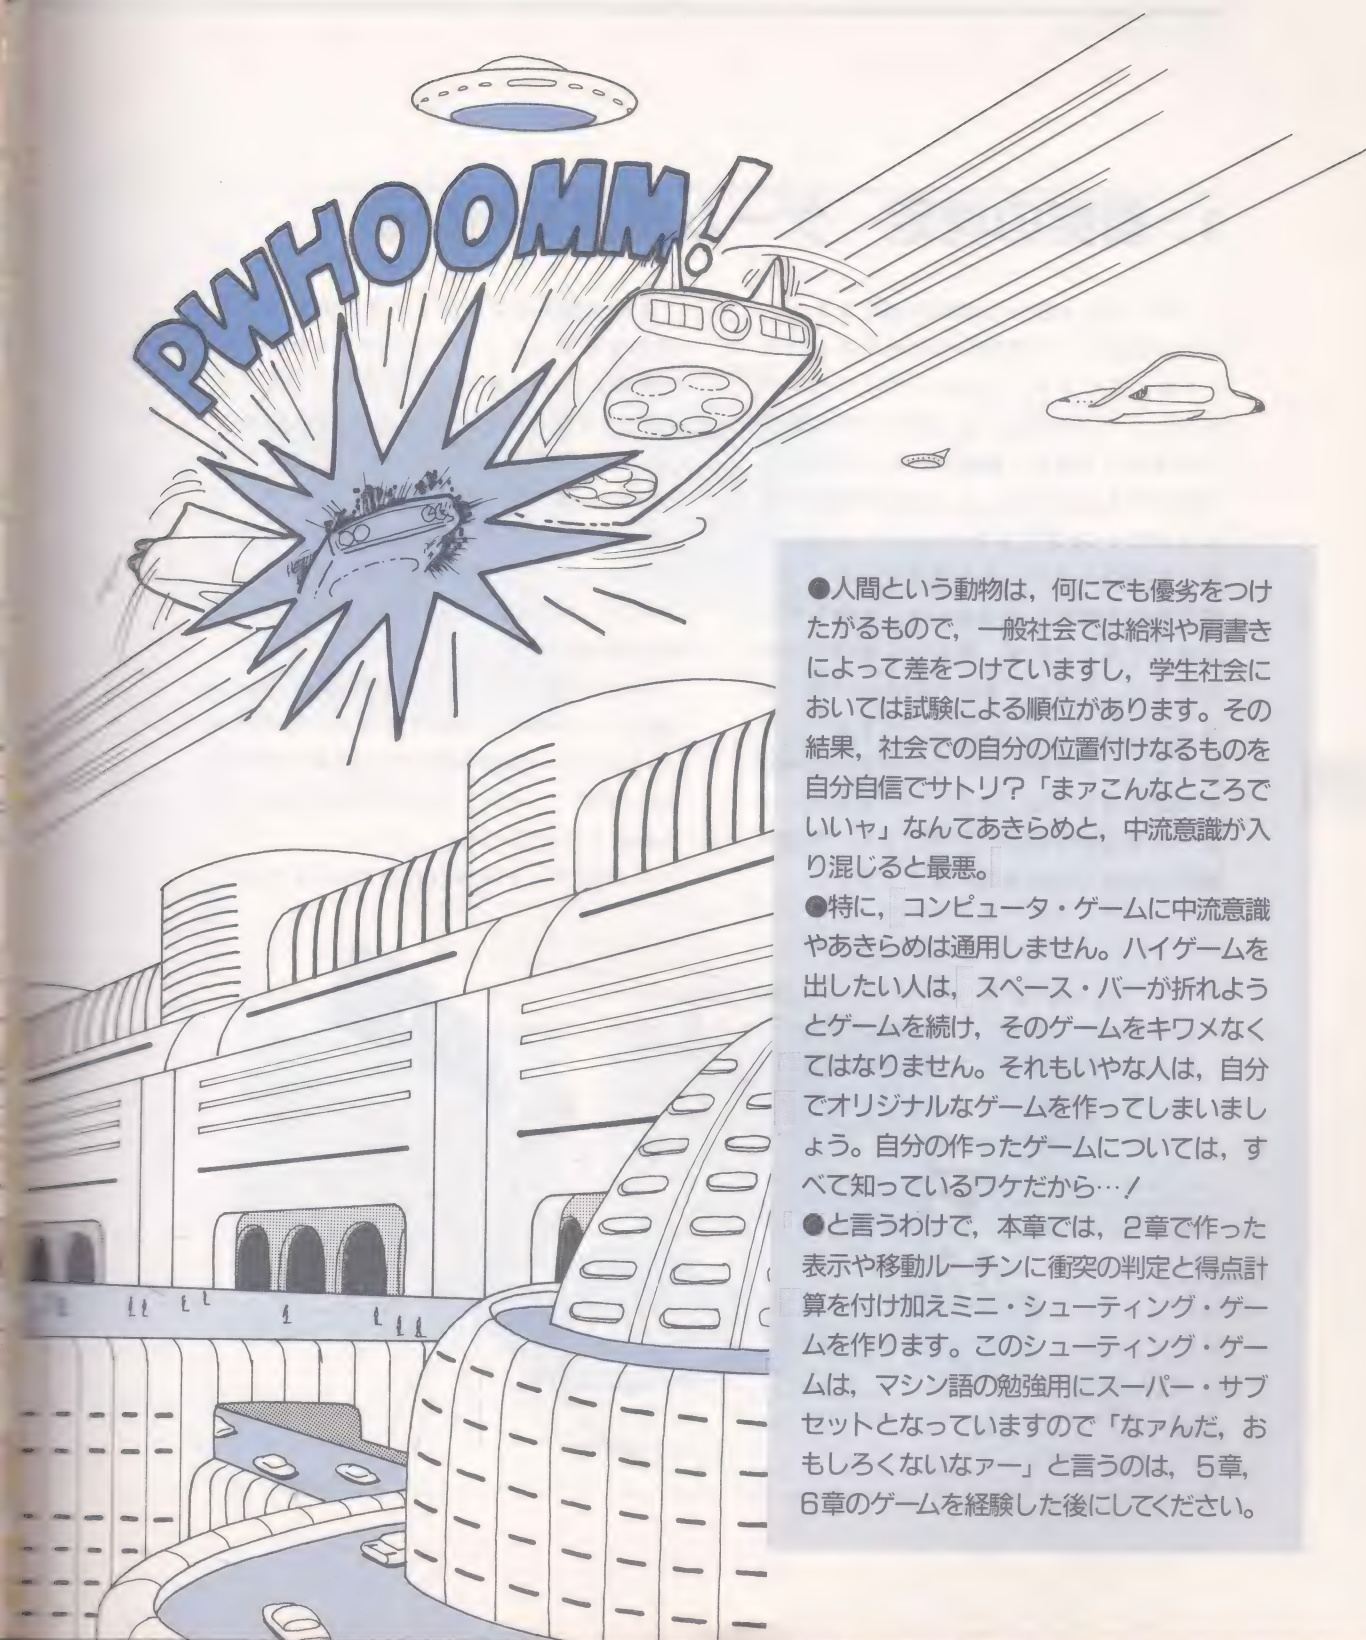 PWHOOMM!
●人間という動物は，何にでも優劣をつけ
たがるもので，一般社会では給料や肩書き
によって差をつけていますし，学生社会に
おいては試験による順位があります。その
結果，社会での自分の位置付けなるものを
自分自信でサトリ？「まァこんなところで
いいャ」なんてあきらめと，中流意識が入
り混じると最悪。
●特に，コンピュータ・ゲームに中流意識
やあきらめは通用しません。ハイゲームを
出したい人は，スペース・バーが折れよう
とゲームを続け，そのゲームをキワメなく
てはなりません。それもいやな人は，自分
でオリジナルなゲームを作ってしまいまし
ょう。自分の作ったゲームについては，す
べて知っているワケだから…！
●と言うわけで，本章では，２章で作った
表示や移動ルーチンに衝突の判定と得点計
算を付け加えミニ・シューティング・ゲー
ムを作ります。このシューティング・ゲー
ムは，マシン語の勉強用にスーパー・サブ
セットとなっていますので「なァんだ，お
もしろくないなァー」と言うのは，５章，
６章のゲームを経験した後にしてください。